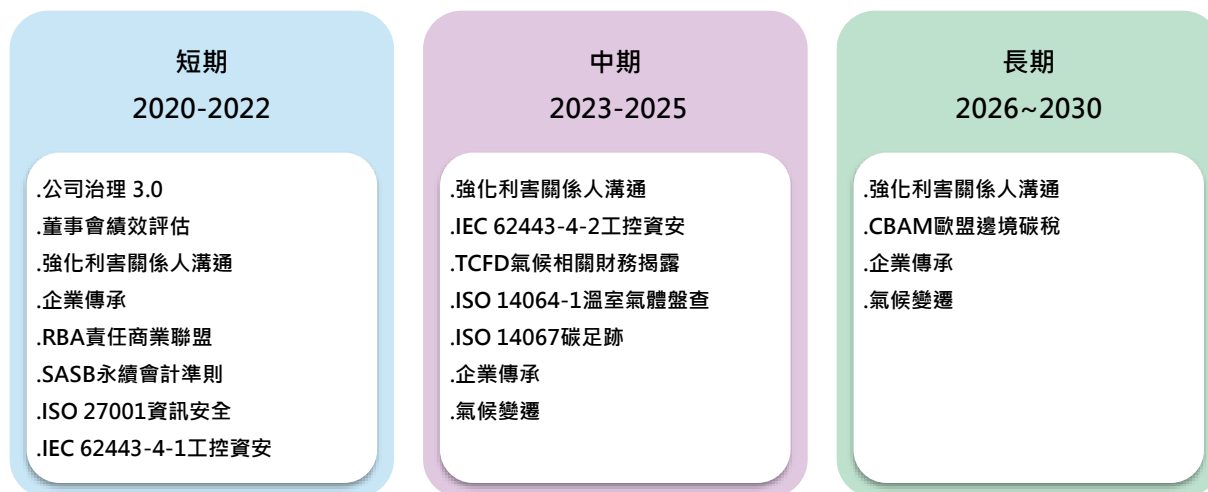 短期
2020-2022
.公司治理 3.0
.董事會績效評估
.強化利害關係人溝通
.企業傳承
.RBA責任商業聯盟
.SASB永續會計準則
.ISO 27001資訊安全
.IEC 62443-4-1工控資安
中期
2023-2025
.強化利害關係人溝通
.IEC 62443-4-2工控資安
.TCFD氣候相關財務揭露
.ISO 14064-1溫室氣體盤查
.ISO 14067碳足跡
.企業傳承
.氣候變遷
長期
2026~2030
.強化利害關係人溝通
.CBAM歐盟邊境碳稅
.企業傳承
.氣候變遷